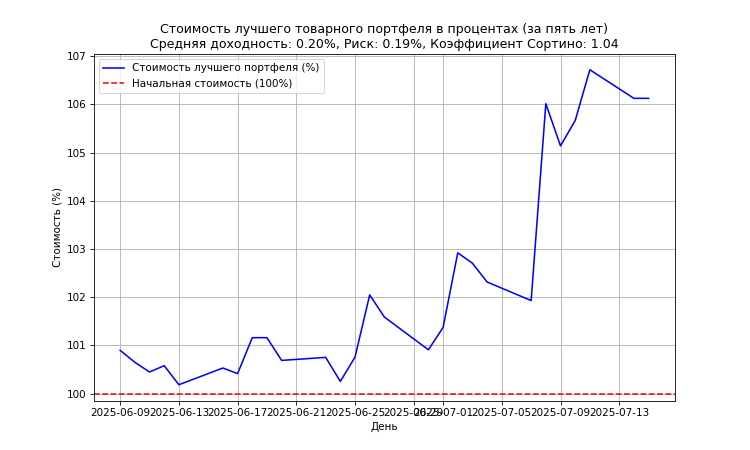 Стоимость лучшего товарного портфеля в процентах (за пять лет)
Средняя доходность: 0.20%, Риск: 0.19%, Коэффициент Сортино: 1.04
Стоимость лучшего портфеля (%)
Начальная стоимость (100%)
107
106
105
104
103
102
101
100
Стоимость (%)
2025-06-09 2025-06-13 2025-06-17 2025-06-21 2025-06-25 2025-06-29 2025-07-01 2025-07-05 2025-07-09 2025-07-13
День